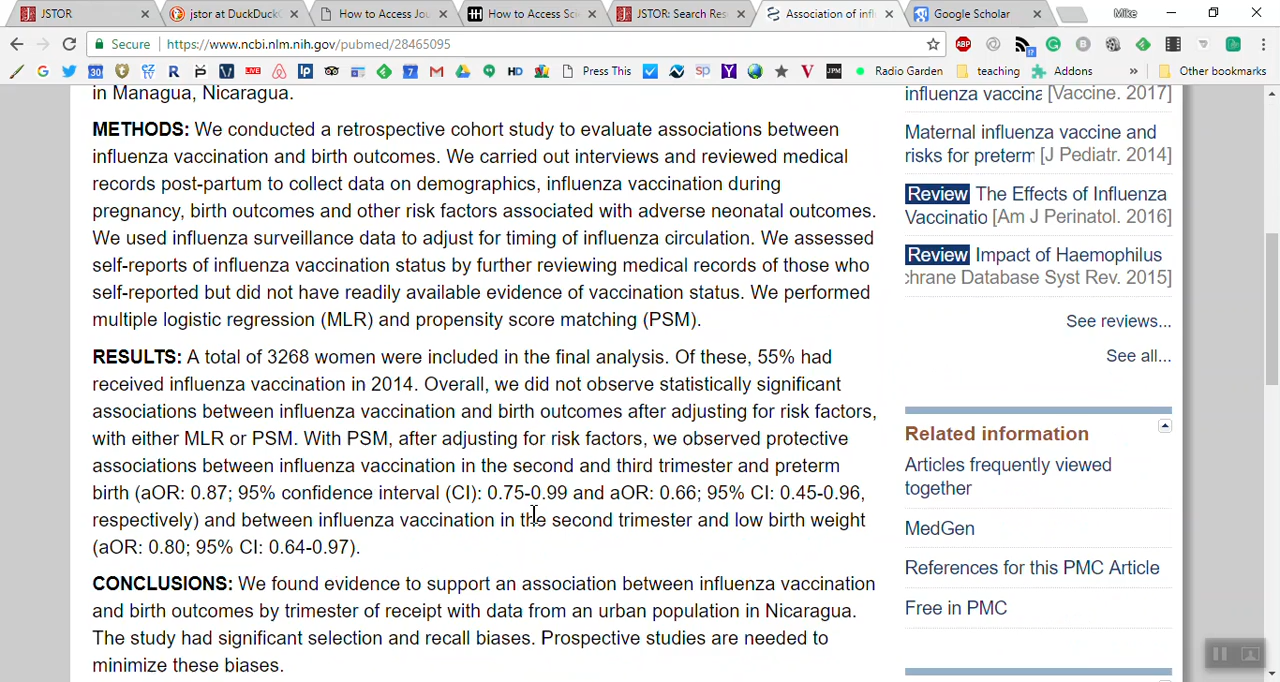 JSTOR
jstor at DuckDuckG
How to Access Jou
How to Access Sci
JSTOR: Search Res
Association of infl
Google Scholar
Mike
Secure
https://www.ncbi.nlm.nih.gov/pubmed/28465095
Press This
Radio Garden
teaching
Addons
Other bookmarks
in Managua, Nicaragua.
METHODS: We conducted a retrospective cohort study to evaluate associations between
influenza vaccination and birth outcomes. We carried out interviews and reviewed medical
records post-partum to collect data on demographics, influenza vaccination during
pregnancy, birth outcomes and other risk factors associated with adverse neonatal outcomes.
We used influenza surveillance data to adjust for timing of influenza circulation. We assessed
self-reports of influenza vaccination status by further reviewing medical records of those who
self-reported but did not have readily available evidence of vaccination status. We performed
multiple logistic regression (MLR) and propensity score matching (PSM).
RESULTS: A total of 3268 women were included in the final analysis. Of these, 55% had
received influenza vaccination in 2014. Overall, we did not observe statistically significant
associations between influenza vaccination and birth outcomes after adjusting for risk factors,
with either MLR or PSM. With PSM, after adjusting for risk factors, we observed protective
associations between influenza vaccination in the second and third trimester and preterm
birth (aOR: 0.87; 95% confidence interval (CI): 0.75-0.99 and aOR: 0.66; 95% CI: 0.45-0.96,
respectively) and between influenza vaccination in the second trimester and low birth weight
(aOR: 0.80; 95% CI: 0.64-0.97).
CONCLUSIONS: We found evidence to support an association between influenza vaccination
and birth outcomes by trimester of receipt with data from an urban population in Nicaragua.
The study had significant selection and recall biases. Prospective studies are needed to
minimize these biases.
influenza vaccina [Vaccine. 2017]
Maternal influenza vaccine and
risks for preterm [J Pediatr. 2014]
Review The Effects of Influenza
Vaccinatio [Am J Perinatol. 2016]
Review Impact of Haemophilus
chrane Database Syst Rev. 2015]
See reviews...
See all...
Related information
Articles frequently viewed
together
MedGen
References for this PMC Article
Free in PMC